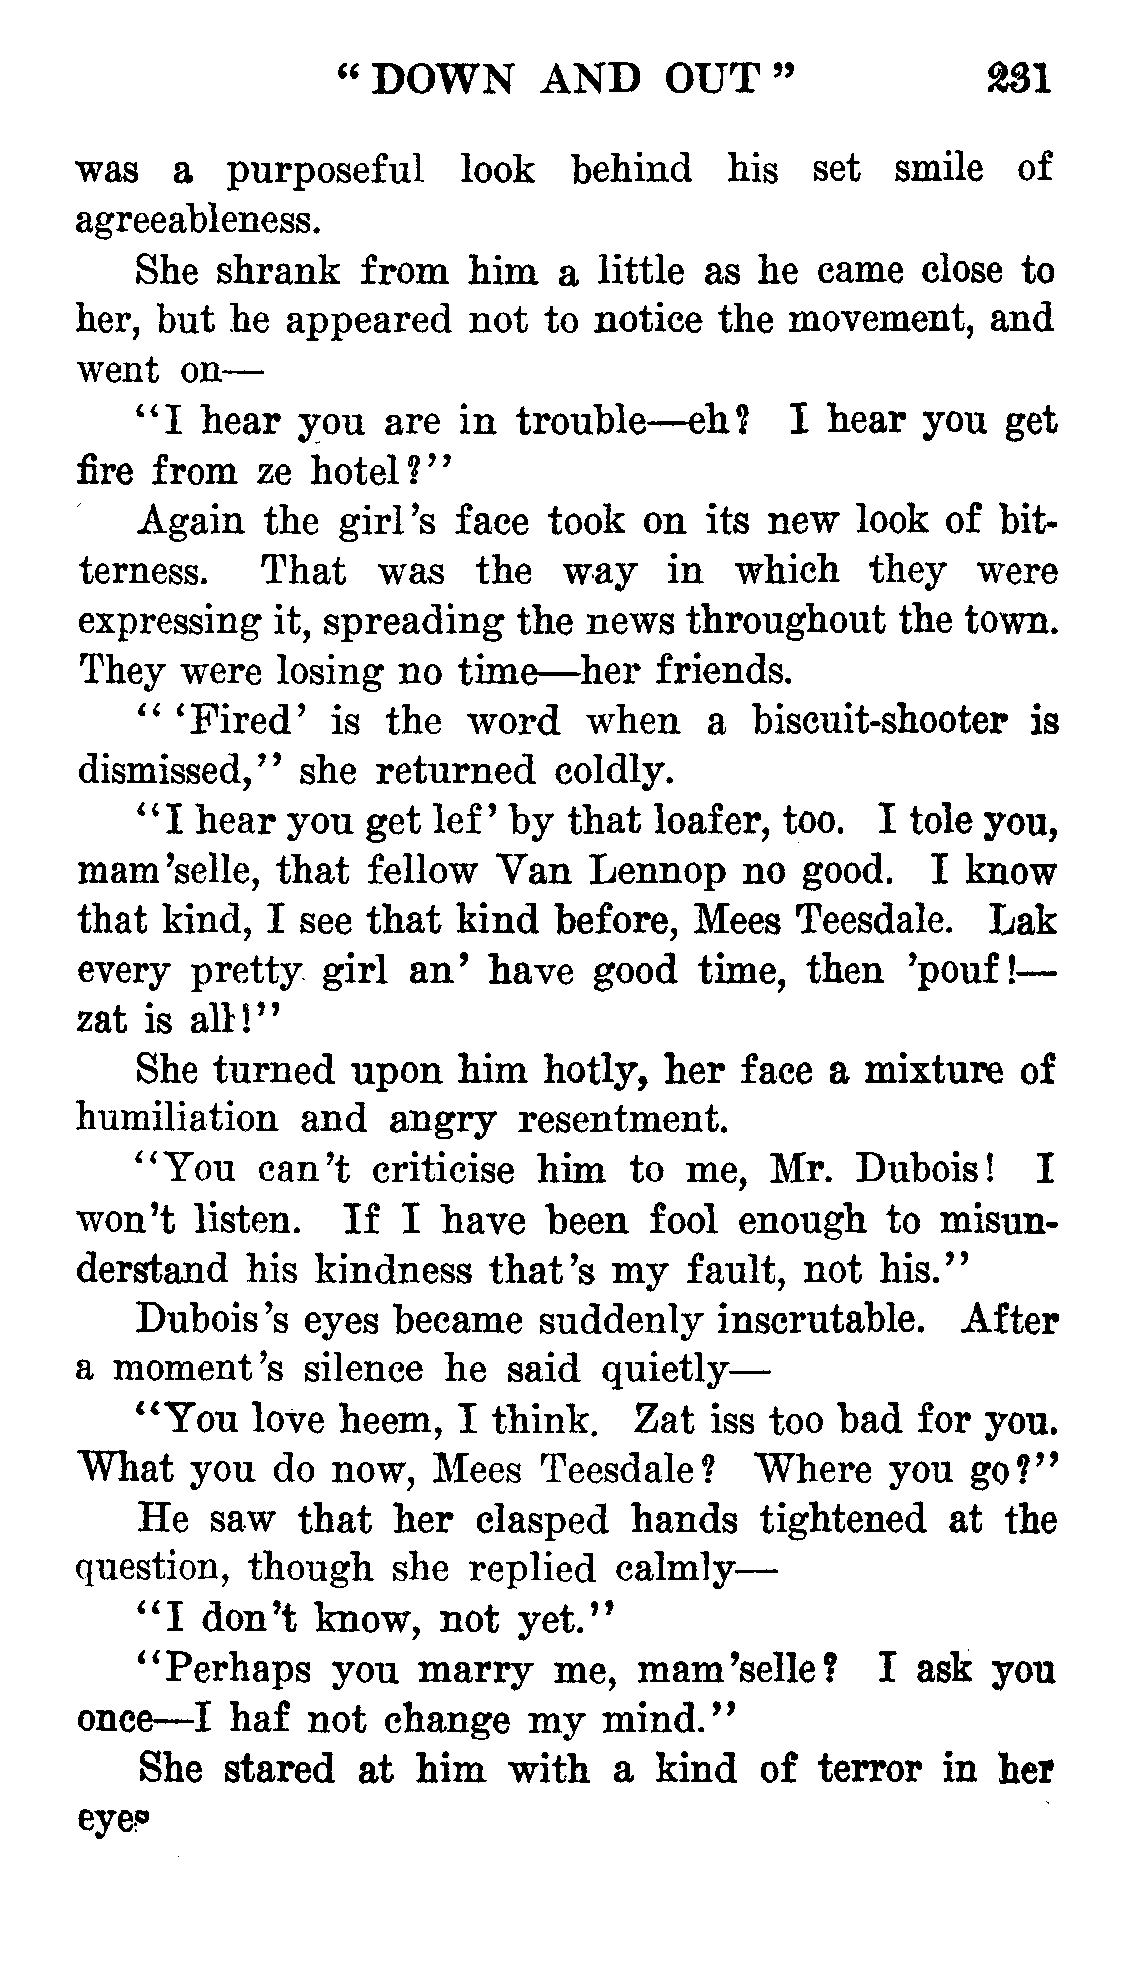 “ DOWN AND OUT ” 231
was a purposeful look behind his set smile of
agreeableness.
She shrank from him a little as he came close to
her, but he appeared not to notice the movement, and
went on—
“I hear you are in trouble—eh? I hear you get
fire from ze hotel?”
Again the girl’s face took on its new look of bit-
terness. That was the way in which they were
expressing it, spreading the news throughout the town.
They were losing no time—her friends.
“ ‘Fired’ is the word when a biscuit-shooter is
dismissed,” she returned coldly.
“I hear you get lef’ by that loafer, too. I tole you,
mam’selle, that fellow Van Lennop no good. I know
that kind, I see that kind before, Mees Teesdale. Lak
every pretty girl an’ have good time, then ’pouf!—
zat is all!”
She turned upon him hotly, her face a mixture of
humiliation and angry resentment.
“You can’t criticise him to me, Mr. Dubois! I
won’t listen. If I have been fool enough to misun-
derstand his kindness that’s my fault, not his.”
Dubois’s eyes became suddenly inscrutable. After
a moment’s silence he said quietly—
“You love heem, I think. Zat iss too bad for you.
What you do now, Mees Teesdale? Where you go?”
He saw that her clasped hands tightened at the
question, though she replied calmly—
“I don’t know, not yet.”
“Perhaps you marry me, mam’selle? I ask you
once—I haf not change my mind.”
She stared at him with a kind of terror in her
eyes